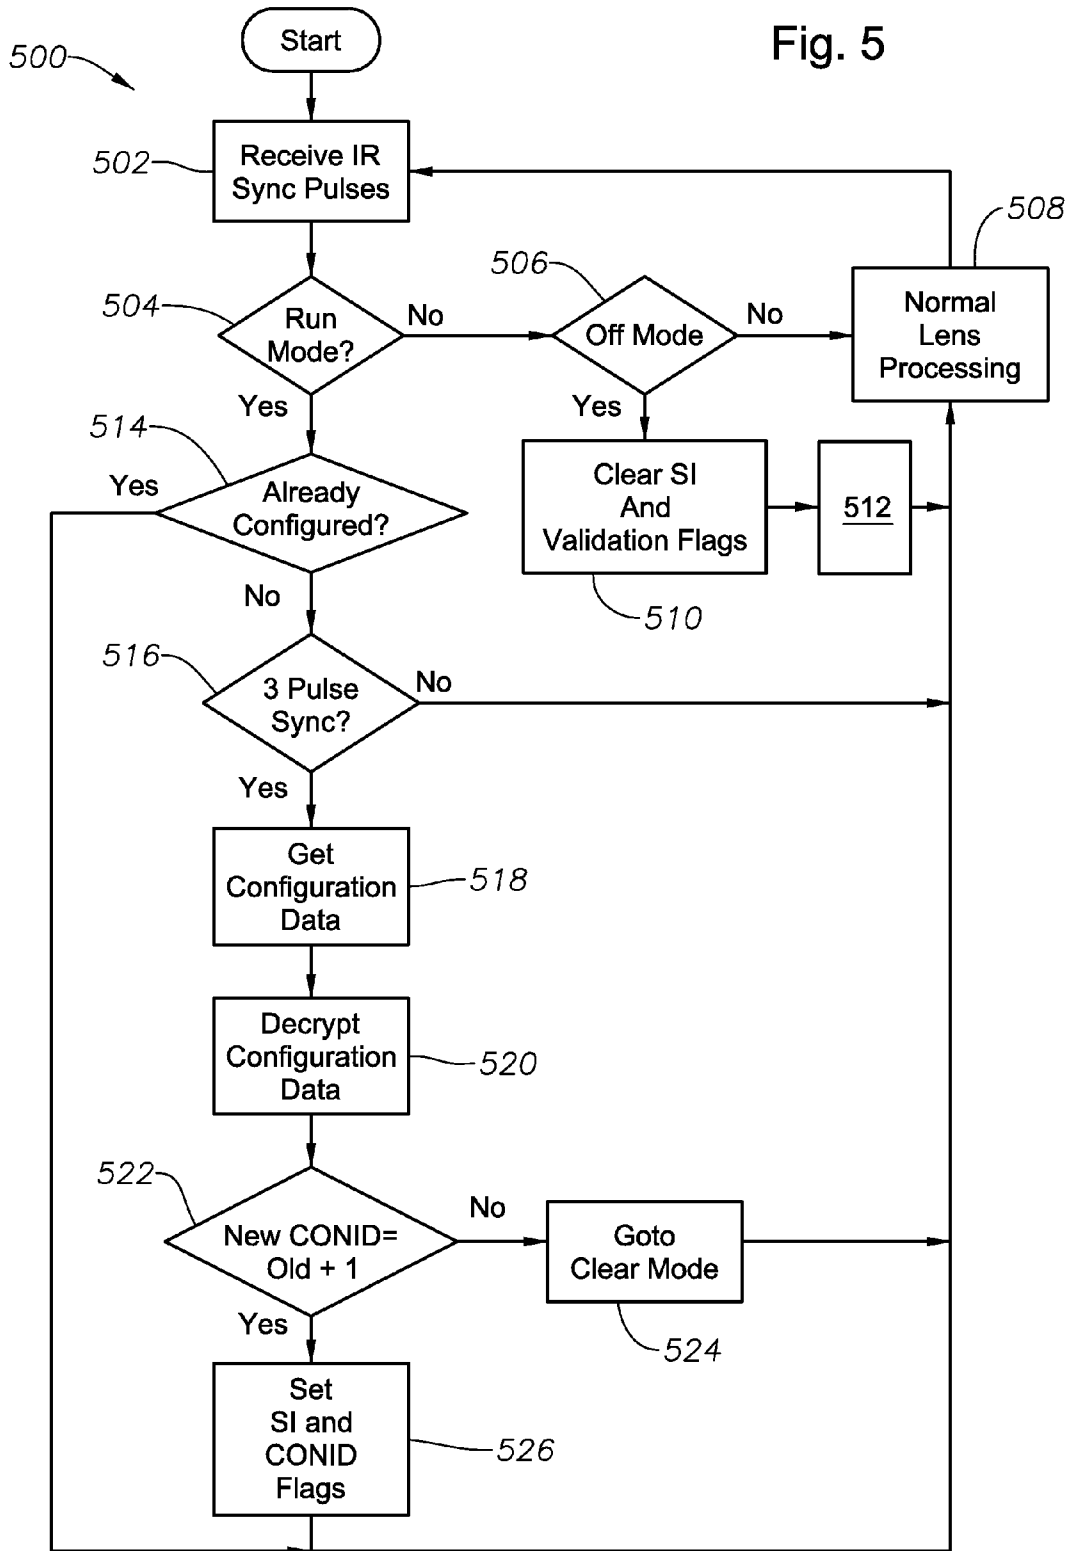 Fig. 5
500
Start
502
Receive IR
Sync Pulses
504
Run
Mode?
No
Yes
506
Off Mode
No
Yes
508
Normal
Lens
Processing
510
Clear SI
And
Validation Flags
512
514
Already
Configured?
Yes
No
516
3 Pulse
Sync?
No
Yes
Get
Configuration
Data
518
Decrypt
Configuration
Data
520
522
New CONID=
Old + 1
No
Yes
Goto
Clear Mode
524
Set
SI and
CONID
Flags
526